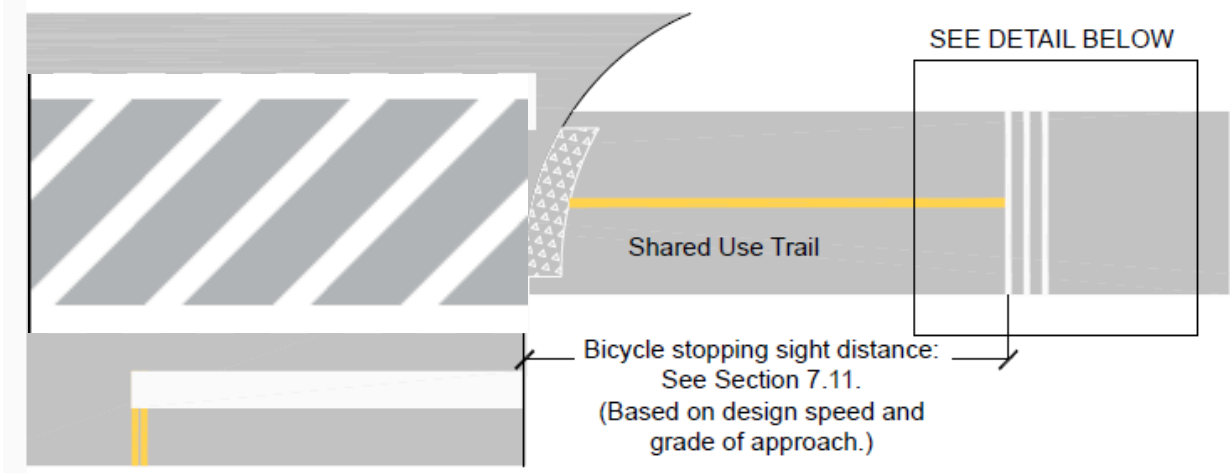 SEE DETAIL BELOW
Shared Use Trail
Bicycle stopping sight distance:
See Section 7.11.
(Based on design speed and
grade of approach.)